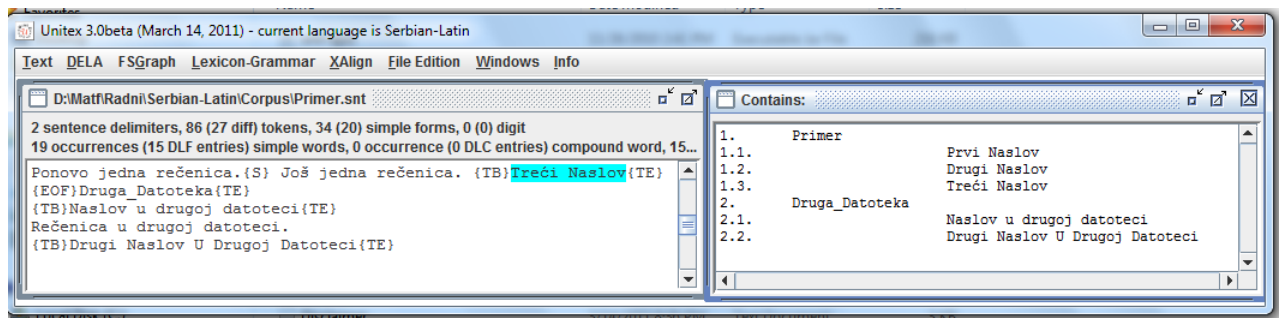 Unitex 3.0beta (March 14, 2011) - current language is Serbian-Latin
Text DELA FSGraph Lexicon-Grammar XAlign File Edition Windows Info
D:\Matf\Radni\Serbian-Latin\Corpus\Primer.snt
2 sentence delimiters, 86 (27 diff) tokens, 34 (20) simple forms, 0 (0) digit
19 occurrences (15 DLF entries) simple words, 0 occurrence (0 DLC entries) compound word, 15...
Ponovo jedna rečenica.{S} Još jedna rečenica. {TB}Treći Naslov{TE}
{EOF}Druga_Datoteka{TE}
{TB}Naslov u drugoj datoteci{TE}
Rečenica u drugoj datoteci.
{TB}Drugi Naslov U Drugoj Datoteci{TE}
Contains:
1. Primer
1.1. Prvi Naslov
1.2. Drugi Naslov
1.3. Treći Naslov
2. Druga_Datoteka
2.1. Naslov u drugoj datoteci
2.2. Drugi Naslov U Drugoj Datoteci